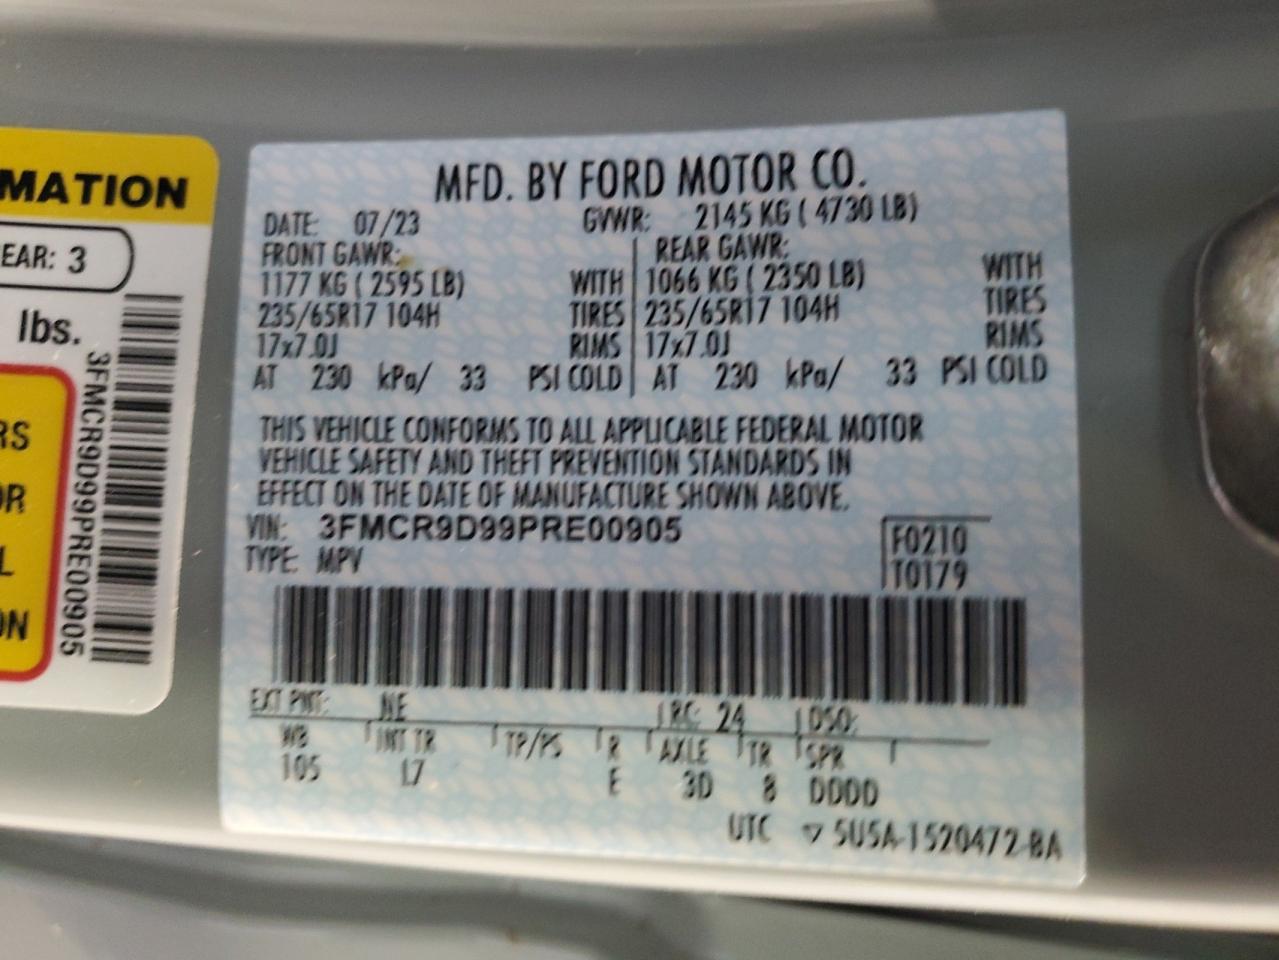 MATION
EAR: 3
lbs.
RS
OR
L
ON
3FMCR9D99PRE00905
MFD. BY FORD MOTOR CO.
DATE: 07/23 GVWR: 2145 KG ( 4730 LB)
FRONT GAWR: REAR GAWR:
1177 KG ( 2595 LB) WITH 1066 KG ( 2350 LB) WITH
235/65R17 104H TIRES 235/65R17 104H TIRES
17x7.0J RIMS 17x7.0J RIMS
AT 230 kPa/ 33 PSI COLD AT 230 kPa/ 33 PSI COLD
THIS VEHICLE CONFORMS TO ALL APPLICABLE FEDERAL MOTOR
VEHICLE SAFETY AND THEFT PREVENTION STANDARDS IN
EFFECT ON THE DATE OF MANUFACTURE SHOWN ABOVE.
VIN: 3FMCR9D99PRE00905 F0210
TYPE: MPV T0179
EXT PNT: NE RC: 24 DSO:
WB INT TR TP/PS R AXLE TR SPR
105 L7 E 3D 8 DDDD
UTC ▽ 5U5A-1520472-BA